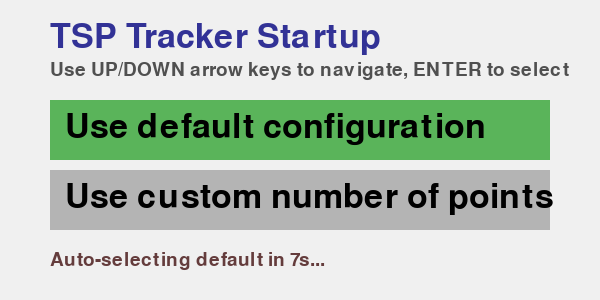 TSP Tracker Startup
Use UP/DOWN arrow keys to navigate, ENTER to select
Use default configuration
Use custom number of points
Auto-selecting default in 7s...